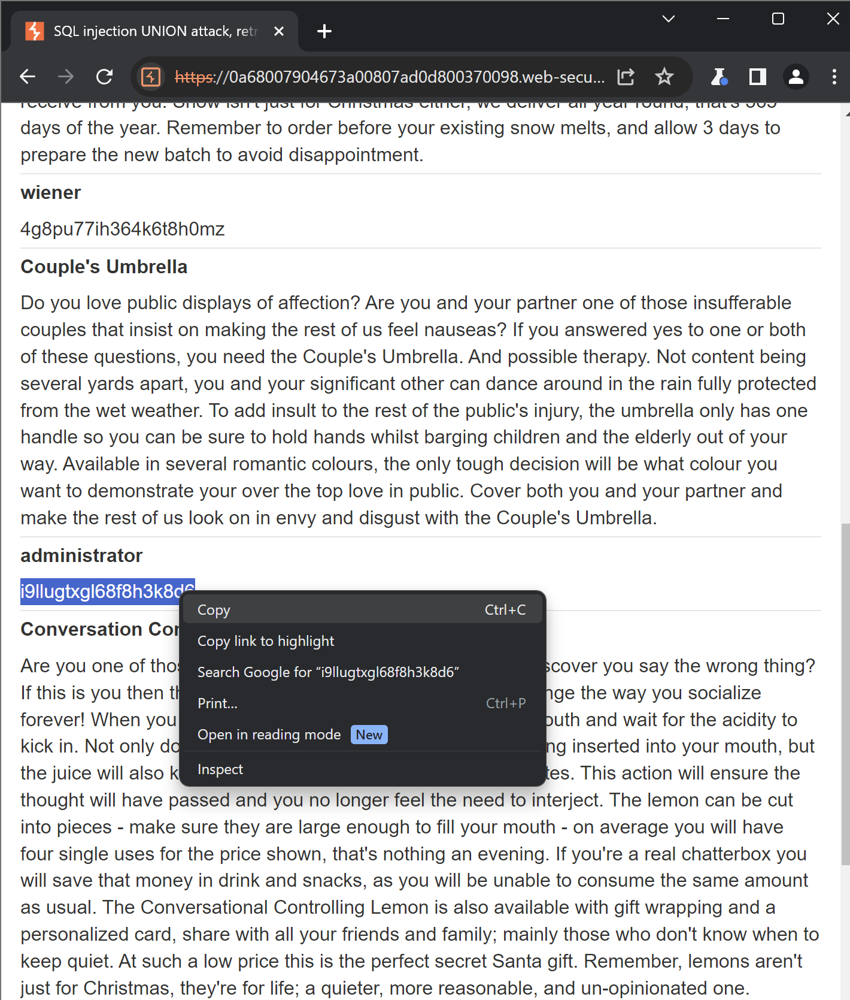 SQL injection UNION attack, retr
https://0a68007904673a00807ad0d800370098.web-secu...
receive from you. Snow isn't just for Christmas either, we deliver all year round, that's 365
days of the year. Remember to order before your existing snow melts, and allow 3 days to
prepare the new batch to avoid disappointment.
wiener
4g8pu77ih364k6t8h0mz
Couple's Umbrella
Do you love public displays of affection? Are you and your partner one of those insufferable
couples that insist on making the rest of us feel nauseas? If you answered yes to one or both
of these questions, you need the Couple's Umbrella. And possible therapy. Not content being
several yards apart, you and your significant other can dance around in the rain fully protected
from the wet weather. To add insult to the rest of the public's injury, the umbrella only has one
handle so you can be sure to hold hands whilst barging children and the elderly out of your
way. Available in several romantic colours, the only tough decision will be what colour you
want to demonstrate your over the top love in public. Cover both you and your partner and
make the rest of us look on in envy and disgust with the Couple's Umbrella.
administrator
i9llugtxgl68f8h3k8d6
Copy Ctrl+C
Copy link to highlight
Search Google for “i9llugtxgl68f8h3k8d6”
Print... Ctrl+P
Open in reading mode New
Inspect
Conversation Con
Are you one of thos scover you say the wrong thing?
If this is you then th nge the way you socialize
forever! When you outh and wait for the acidity to
kick in. Not only do ng inserted into your mouth, but
the juice will also k tes. This action will ensure the
thought will have passed and you no longer feel the need to interject. The lemon can be cut
into pieces - make sure they are large enough to fill your mouth - on average you will have
four single uses for the price shown, that's nothing an evening. If you're a real chatterbox you
will save that money in drink and snacks, as you will be unable to consume the same amount
as usual. The Conversational Controlling Lemon is also available with gift wrapping and a
personalized card, share with all your friends and family; mainly those who don't know when to
keep quiet. At such a low price this is the perfect secret Santa gift. Remember, lemons aren't
just for Christmas, they're for life; a quieter, more reasonable, and un-opinionated one.